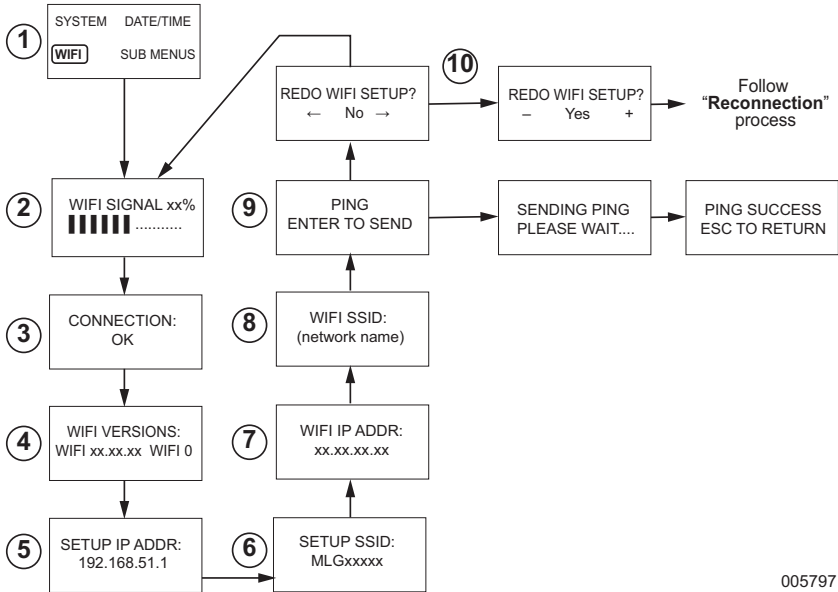 1
SYSTEM DATE/TIME
WIFI SUB MENUS
2
WIFI SIGNAL xx%
...........
3
CONNECTION:
OK
4
WIFI VERSIONS:
WIFI xx.xx.xx WIFI 0
5
SETUP IP ADDR:
192.168.51.1
6
SETUP SSID:
MLGxxxxx
7
WIFI IP ADDR:
xx.xx.xx.xx
8
WIFI SSID:
(network name)
9
PING
ENTER TO SEND
SENDING PING
PLEASE WAIT....
PING SUCCESS
ESC TO RETURN
REDO WIFI SETUP?
← No →
10
REDO WIFI SETUP?
– Yes +
Follow
“Reconnection”
process
005797